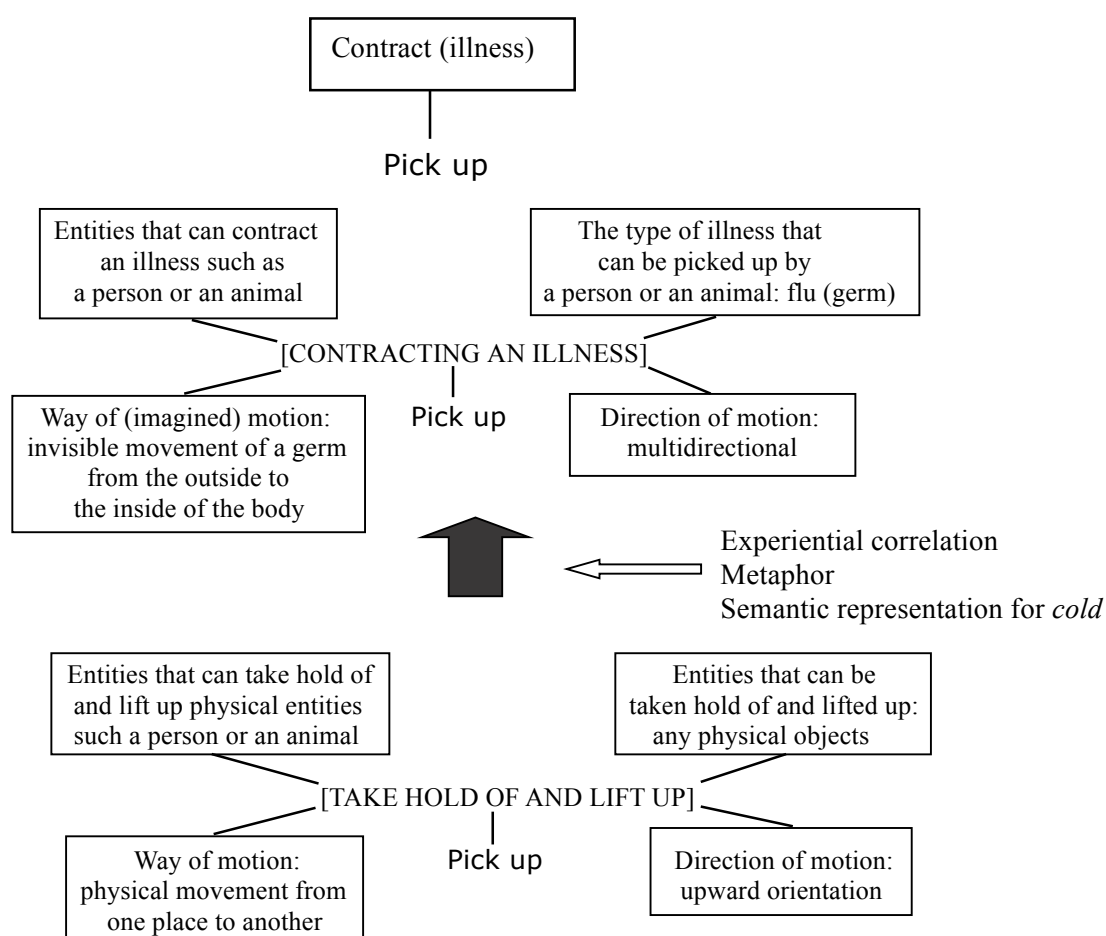 Contract (illness)
Pick up
Entities that can contract
an illness such as
a person or an animal
The type of illness that
can be picked up by
a person or an animal: flu (germ)
[CONTRACTING AN ILLNESS]
Pick up
Way of (imagined) motion:
invisible movement of a germ
from the outside to
the inside of the body
Direction of motion:
multidirectional
Experiential correlation
Metaphor
Semantic representation for cold
Entities that can take hold of
and lift up physical entities
such a person or an animal
Entities that can be
taken hold of and lifted up:
any physical objects
[TAKE HOLD OF AND LIFT UP]
Pick up
Way of motion:
physical movement from
one place to another
Direction of motion:
upward orientation